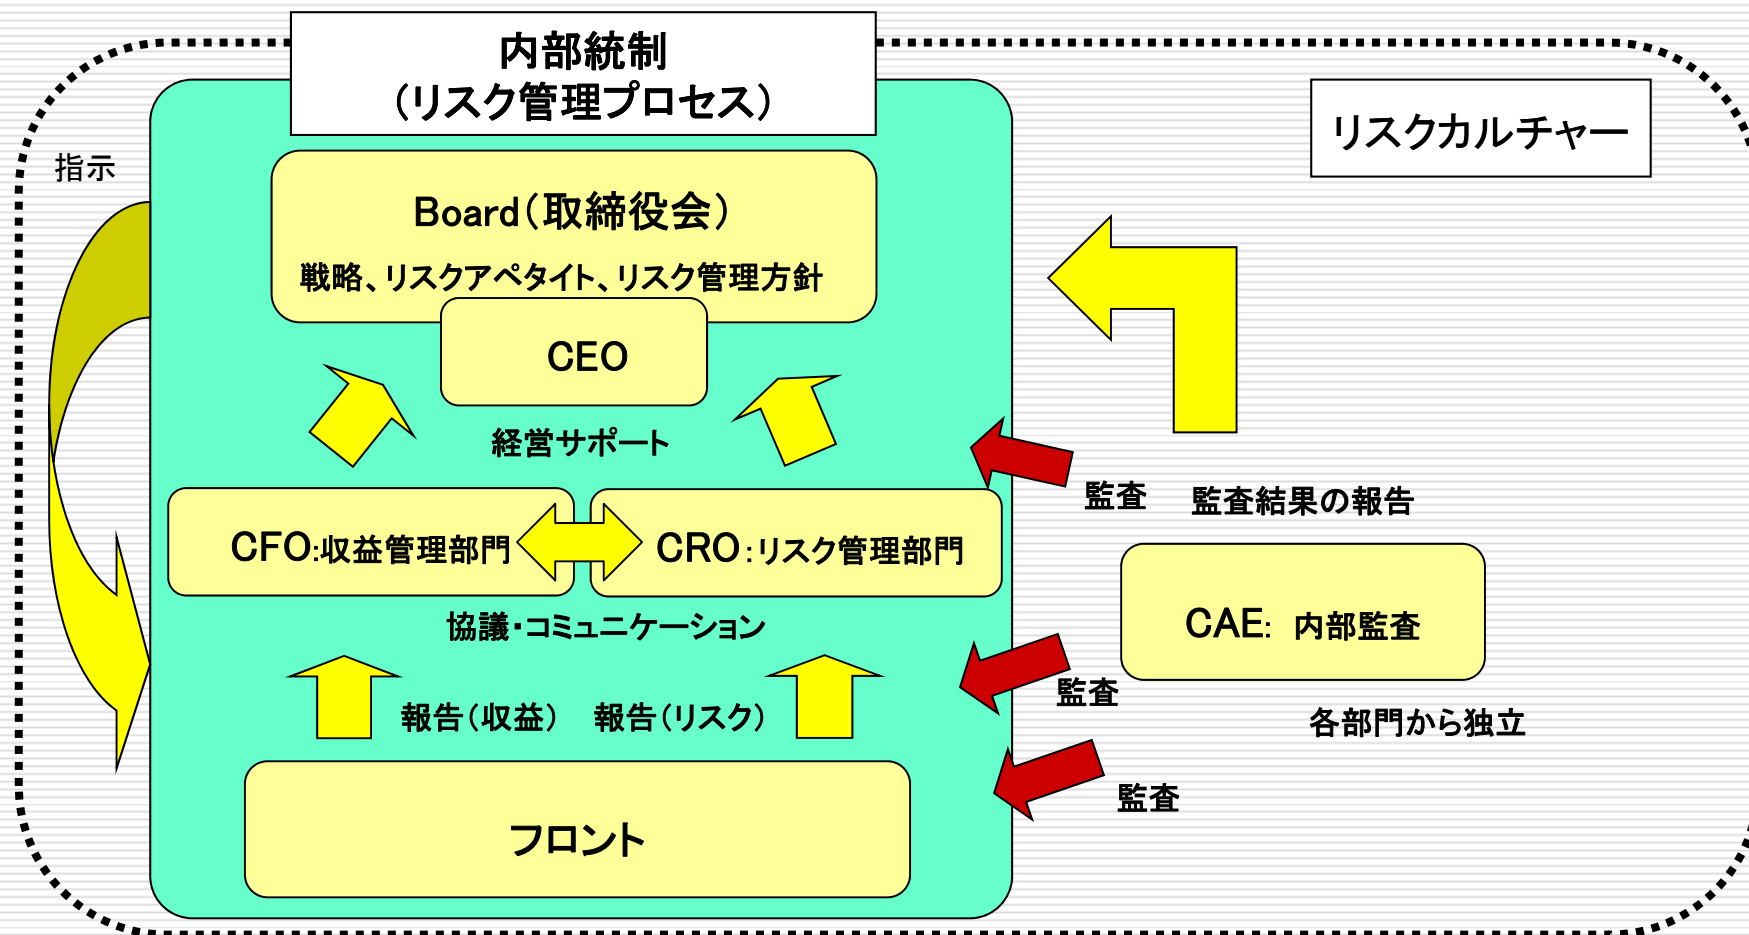 内部統制
（リスク管理プロセス）
リスクカルチャー
指示
Board（取締役会）
戦略、リスクアペタイト、リスク管理方針
CEO
経営サポート
監査
監査結果の報告
CFO:収益管理部門
CRO：リスク管理部門
CAE： 内部監査
協議・コミュニケーション
監査
報告（収益）
報告（リスク）
各部門から独立
監査
フロント